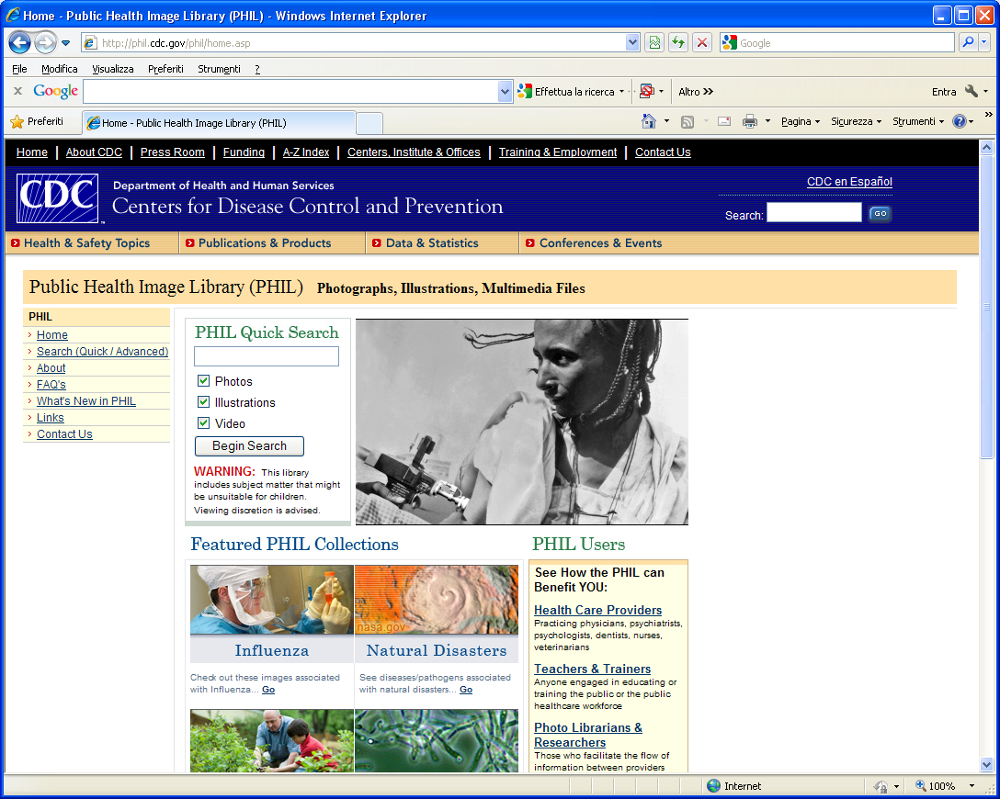 Home - Public Health Image Library (PHIL) - Windows Internet Explorer
http://phil.cdc.gov/phil/home.asp
Google
File Modifica Visualizza Preferiti Strumenti ?
x Google Effettua la ricerca Altro >> Entra
Preferiti Home - Public Health Image Library (PHIL) Pagina Sicurezza Strumenti ? >>
Home | About CDC | Press Room | Funding | A-Z Index | Centers, Institute & Offices | Training & Employment | Contact Us
CDC
TM
Department of Health and Human Services
Centers for Disease Control and Prevention
CDC en Español
Search: GO
Health & Safety Topics Publications & Products Data & Statistics Conferences & Events
Public Health Image Library (PHIL) Photographs, Illustrations, Multimedia Files
PHIL
Home
Search (Quick / Advanced)
About
FAQ's
What's New in PHIL
Links
Contact Us
PHIL Quick Search
Photos
Illustrations
Video
Begin Search
WARNING: This library
includes subject matter that might
be unsuitable for children.
Viewing discretion is advised.
Featured PHIL Collections
nasa.gov
Influenza
Check out these images associated
with Influenza... Go
Natural Disasters
See diseases/pathogens associated
with natural disasters... Go
PHIL Users
See How the PHIL can
Benefit YOU:
Health Care Providers
Practicing physicians, psychiatrists,
psychologists, dentists, nurses,
veterinarians
Teachers & Trainers
Anyone engaged in educating or
training the public or the public
healthcare workforce
Photo Librarians &
Researchers
Those who facilitate the flow of
information between providers
Internet 100%